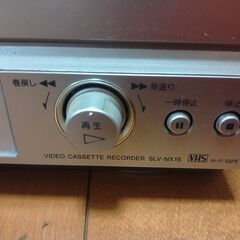 巻戻し ◀◀ ▶▶ 早送り
再生
一時停止
停止
VIDEO CASSETTE RECORDER SLV-NX15
VHS
Hi-Fi